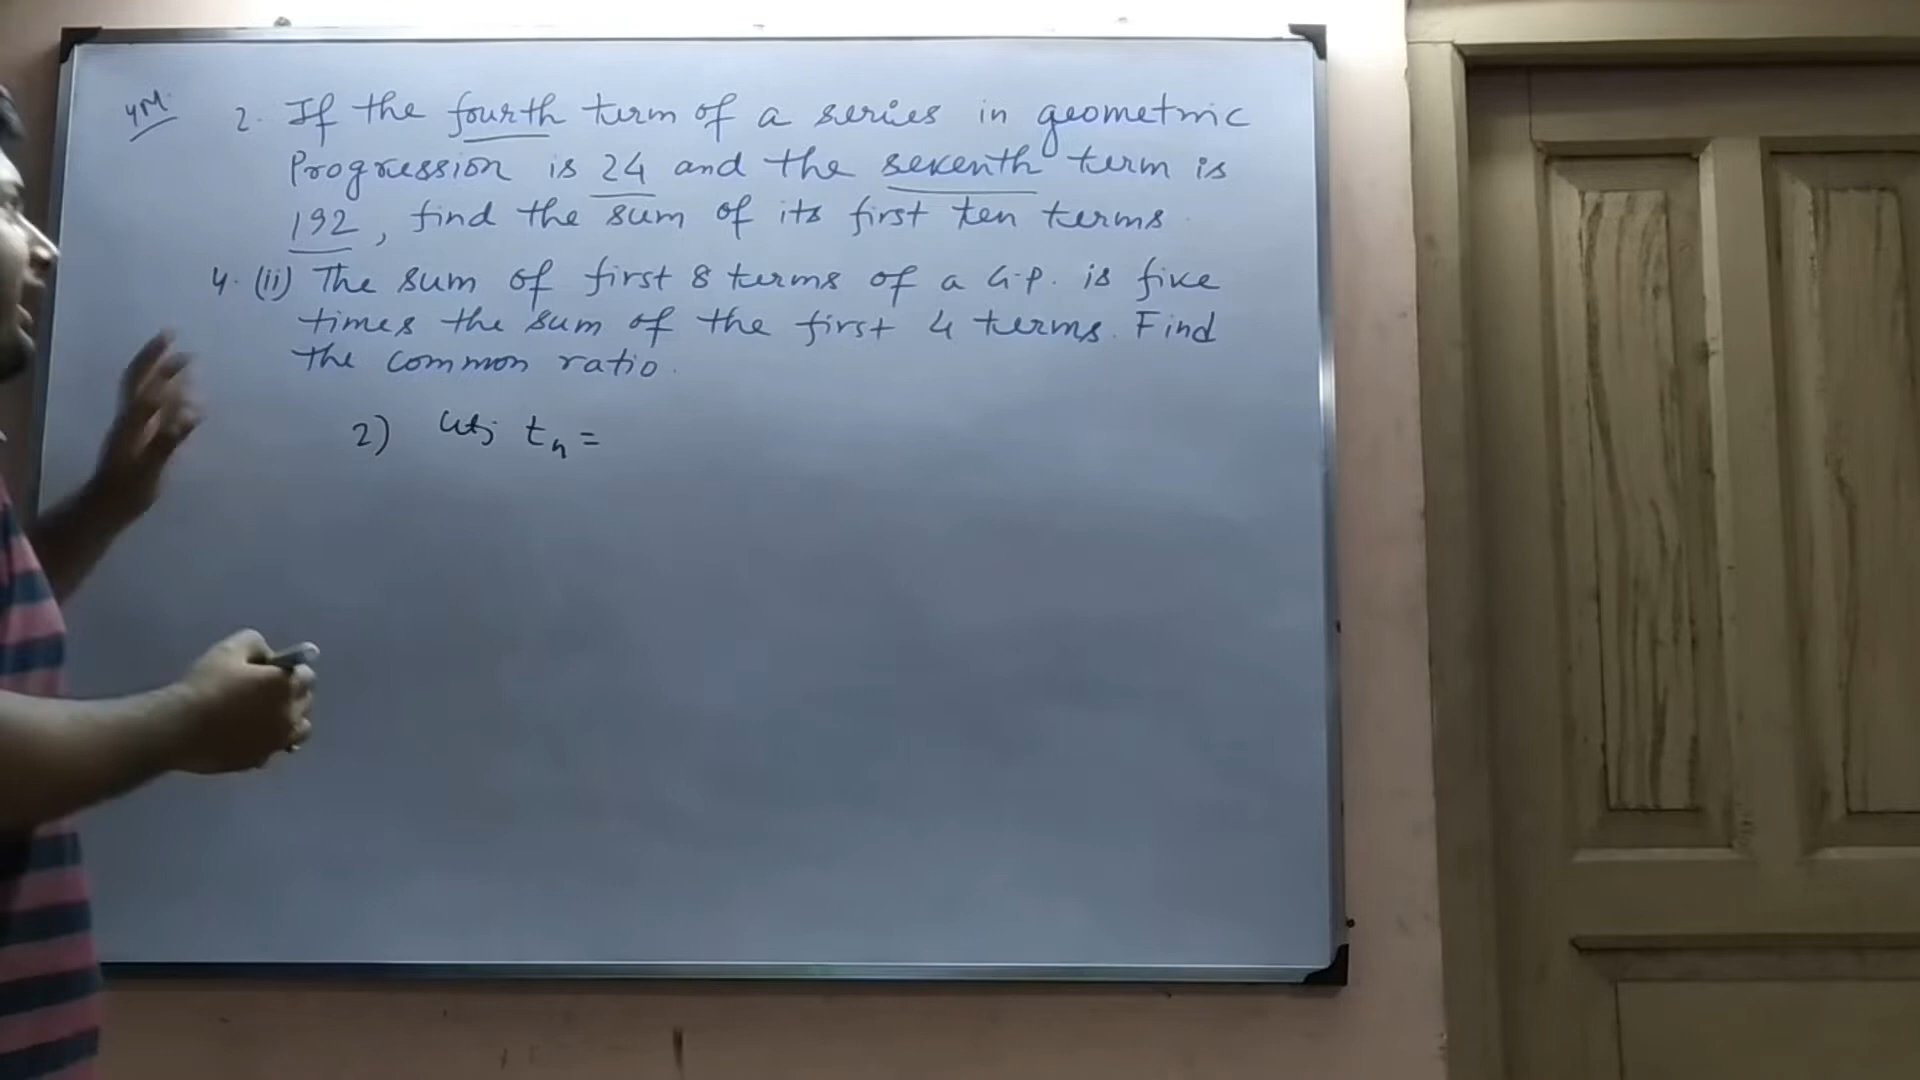 4M.
2. If the fourth term of a series in geometric
Progression is 24 and the seventh term is
192, find the sum of its first ten terms.
4. (ii) The sum of first 8 terms of a G.P. is five
times the sum of the first 4 terms. Find
the common ratio.
2) tn =